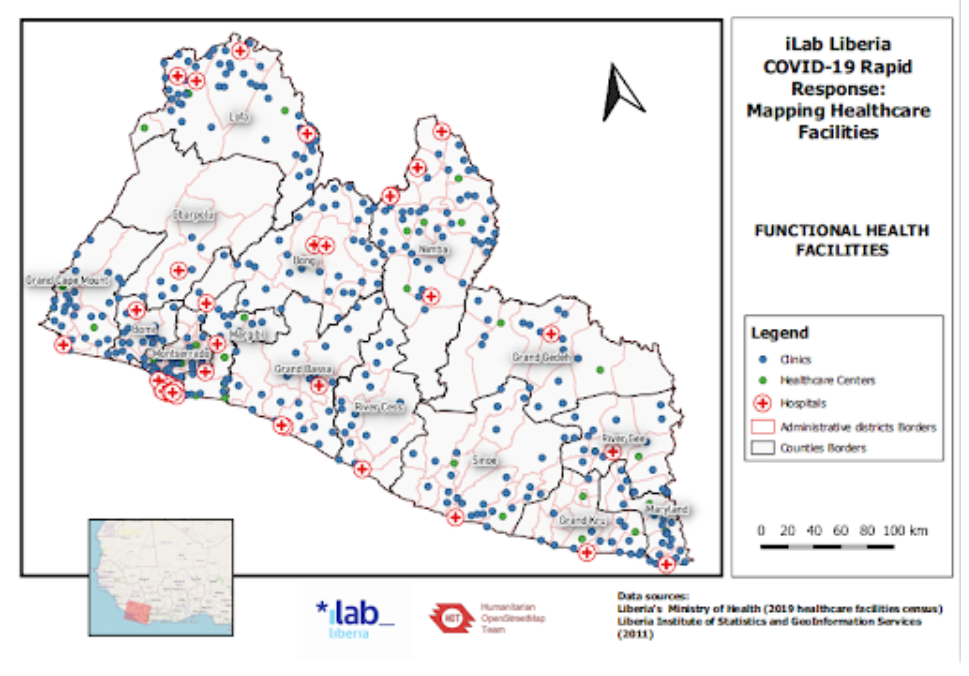 iLab Liberia
COVID-19 Rapid
Response:
Mapping Healthcare
Facilities
FUNCTIONAL HEALTH
FACILITIES
Legend
Clinics
Healthcare Centers
Hospitals
Administrative districts Borders
Counties Borders
0 20 40 60 80 100 km
Lofa
Gbarpolu
Grand Cape Mount
Bong
Nimba
Bomi
Margibi
Montserrado
Grand Bassa
Grand Gedeh
River Cess
River Gee
Sinoe
Maryland
Grand Kru
*ilab_
liberia
HOT
Humanitarian
OpenStreetMap
Team
Data sources:
Liberia's Ministry of Health (2019 healthcare facilities census)
Liberia Institute of Statistics and GeoInformation Services
(2011)